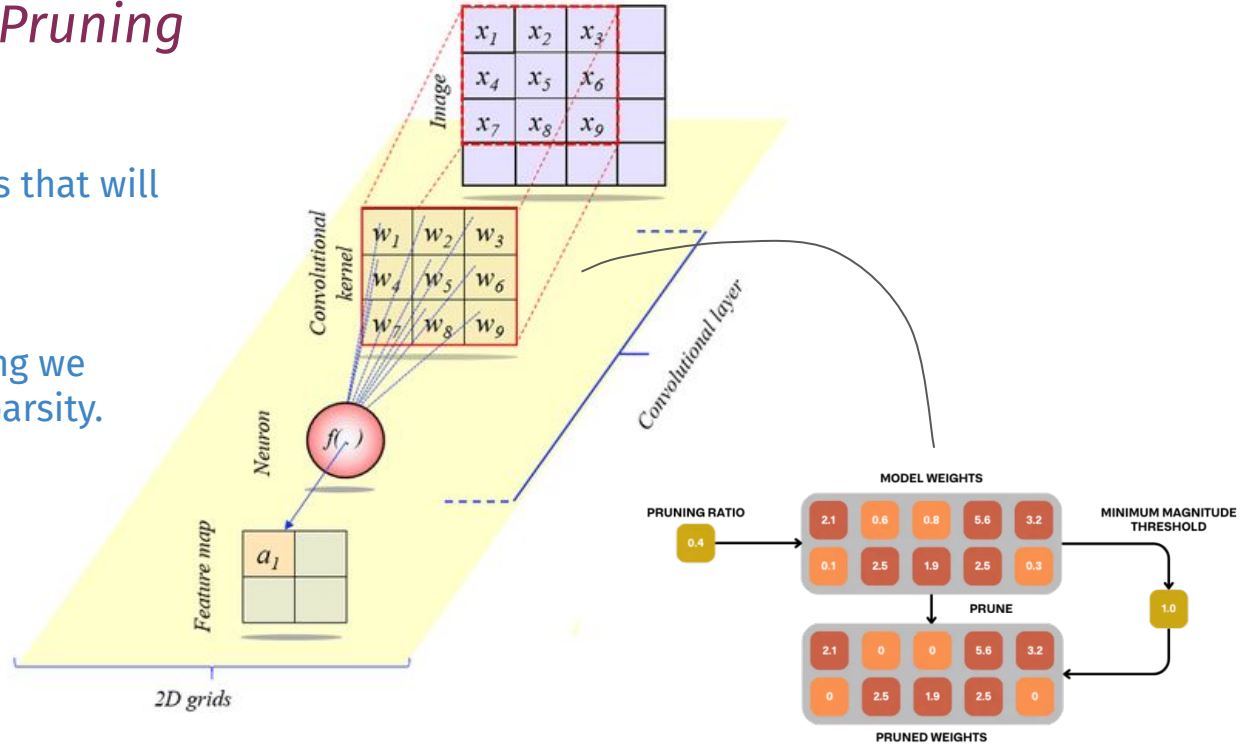 Pruning
s that will
ng we
arsity.
Image
x1 x2 x3
x4 x5 x6
x7 x8 x9
Convolutional
kernel
w1 w2 w3
w4 w5 w6
w7 w8 w9
Convolutional layer
Neuron
f(. )
Feature map
a1
2D grids
MODEL WEIGHTS
PRUNING RATIO
0.4
2.1 0.6 0.8 5.6 3.2
0.1 2.5 1.9 2.5 0.3
MINIMUM MAGNITUDE
THRESHOLD
1.0
PRUNE
2.1 0 0 5.6 3.2
0 2.5 1.9 2.5 0
PRUNED WEIGHTS